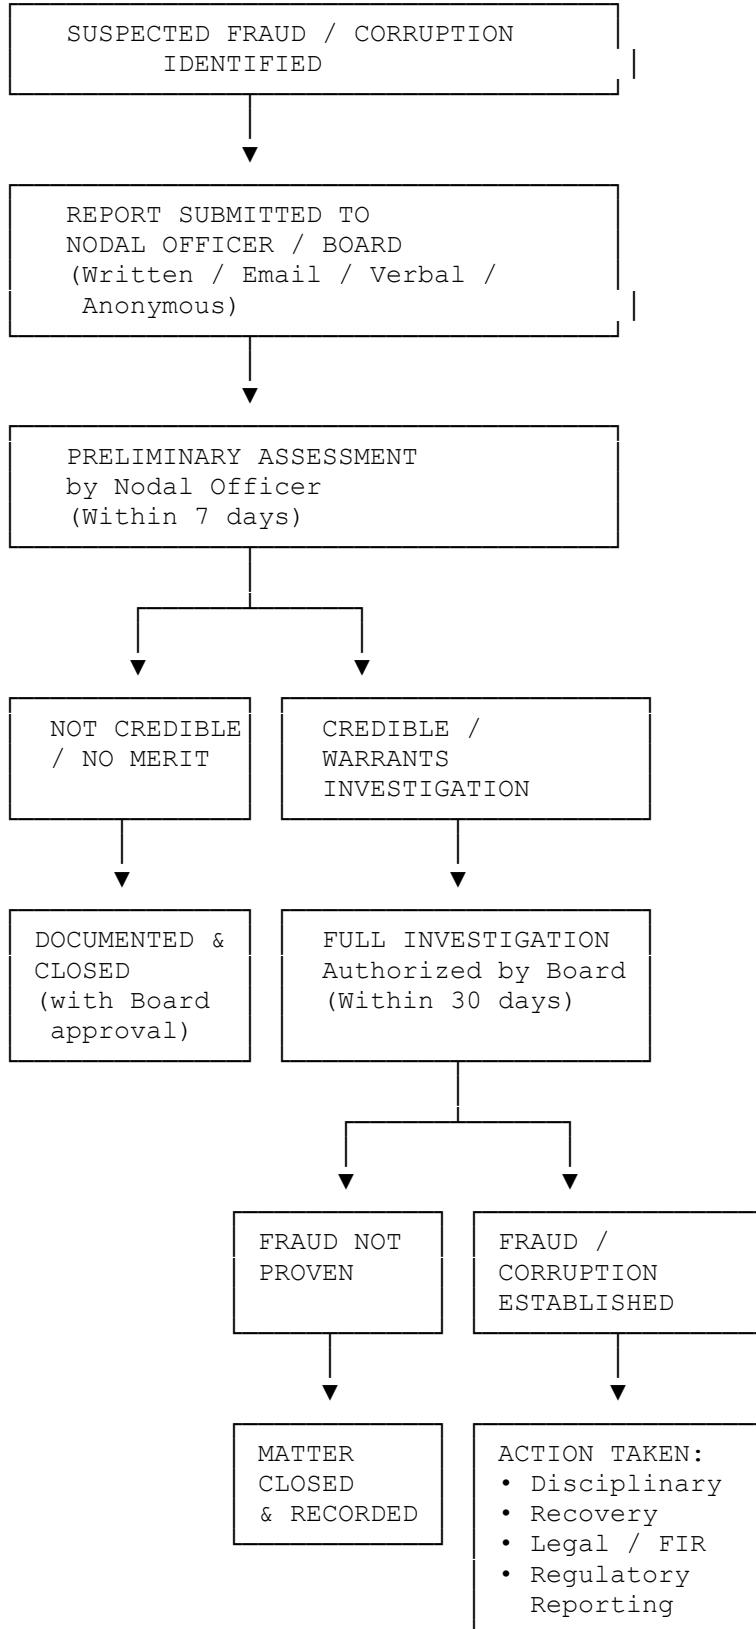 SUSPECTED FRAUD / CORRUPTION
IDENTIFIED
REPORT SUBMITTED TO
NODAL OFFICER / BOARD
(Written / Email / Verbal /
Anonymous)
PRELIMINARY ASSESSMENT
by Nodal Officer
(Within 7 days)
NOT CREDIBLE
/ NO MERIT
CREDIBLE /
WARRANTS
INVESTIGATION
DOCUMENTED &
CLOSED
(with Board
approval)
FULL INVESTIGATION
Authorized by Board
(Within 30 days)
FRAUD NOT
PROVEN
FRAUD /
CORRUPTION
ESTABLISHED
MATTER
CLOSED
& RECORDED
ACTION TAKEN:
• Disciplinary
• Recovery
• Legal / FIR
• Regulatory
Reporting